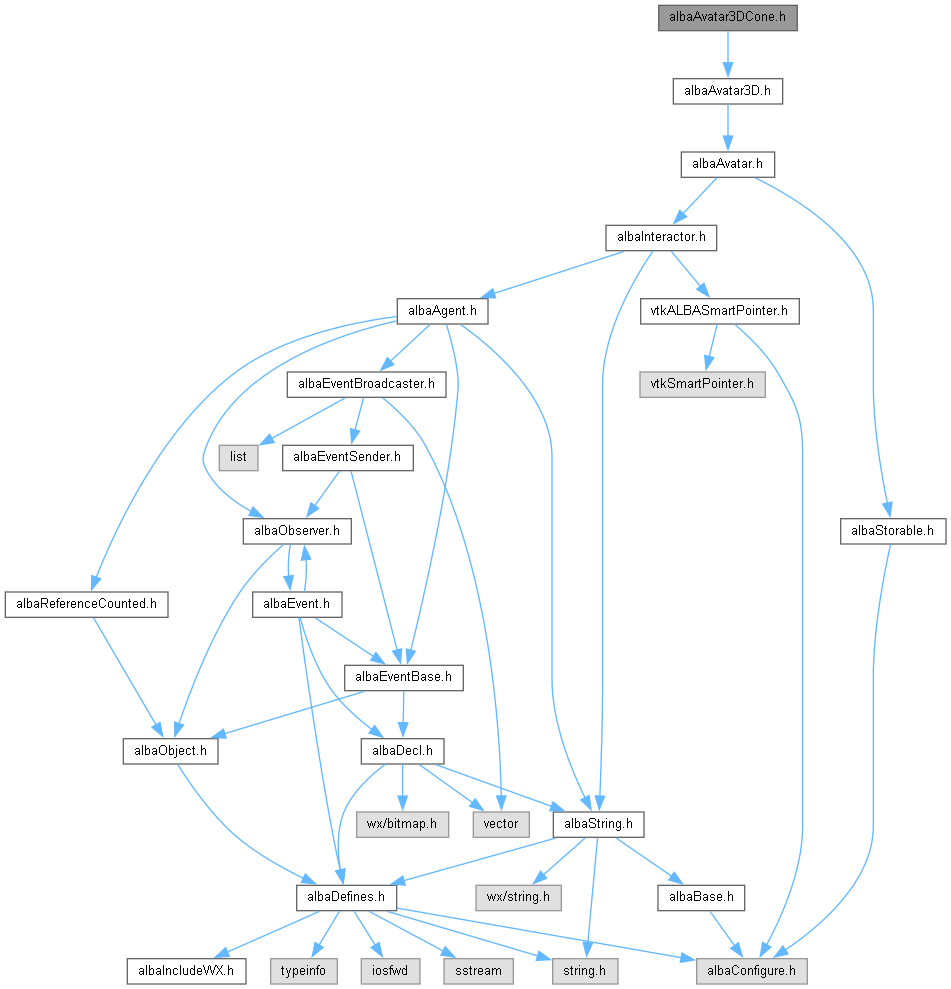 albaAvatar3DCone.h
albaAvatar3D.h
albaAvatar.h
albaInteractor.h
albaAgent.h
vtkALBASmartPointer.h
albaEventBroadcaster.h
vtkSmartPointer.h
list
albaEventSender.h
albaObserver.h
albaStorable.h
albaReferenceCounted.h
albaEvent.h
albaEventBase.h
albaObject.h
albaDecl.h
wx/bitmap.h
vector
albaString.h
albaDefines.h
wx/string.h
albaBase.h
albaIncludeWX.h
typeinfo
iosfwd
sstream
string.h
albaConfigure.h